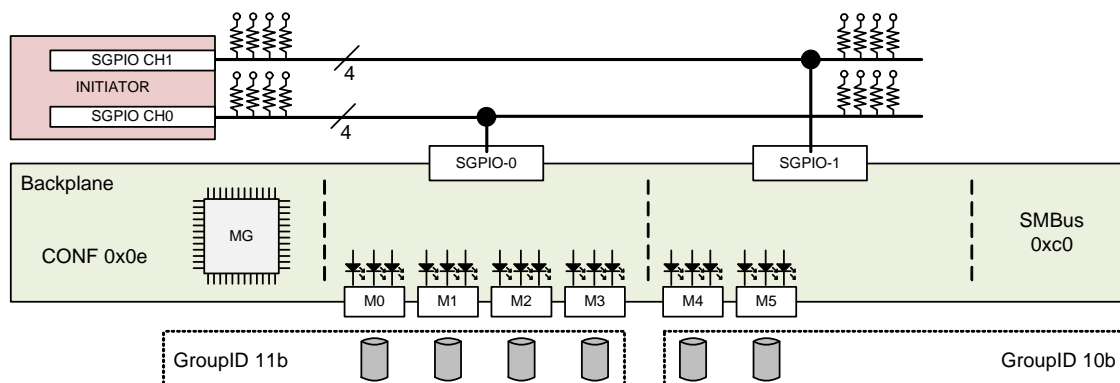 SGPIO CH1
INITIATOR
SGPIO CH0
4
4
SGPIO-0
SGPIO-1
Backplane
MG
CONF 0x0e
SMBus
0xc0
M0
M1
M2
M3
M4
M5
GroupID 11b
GroupID 10b